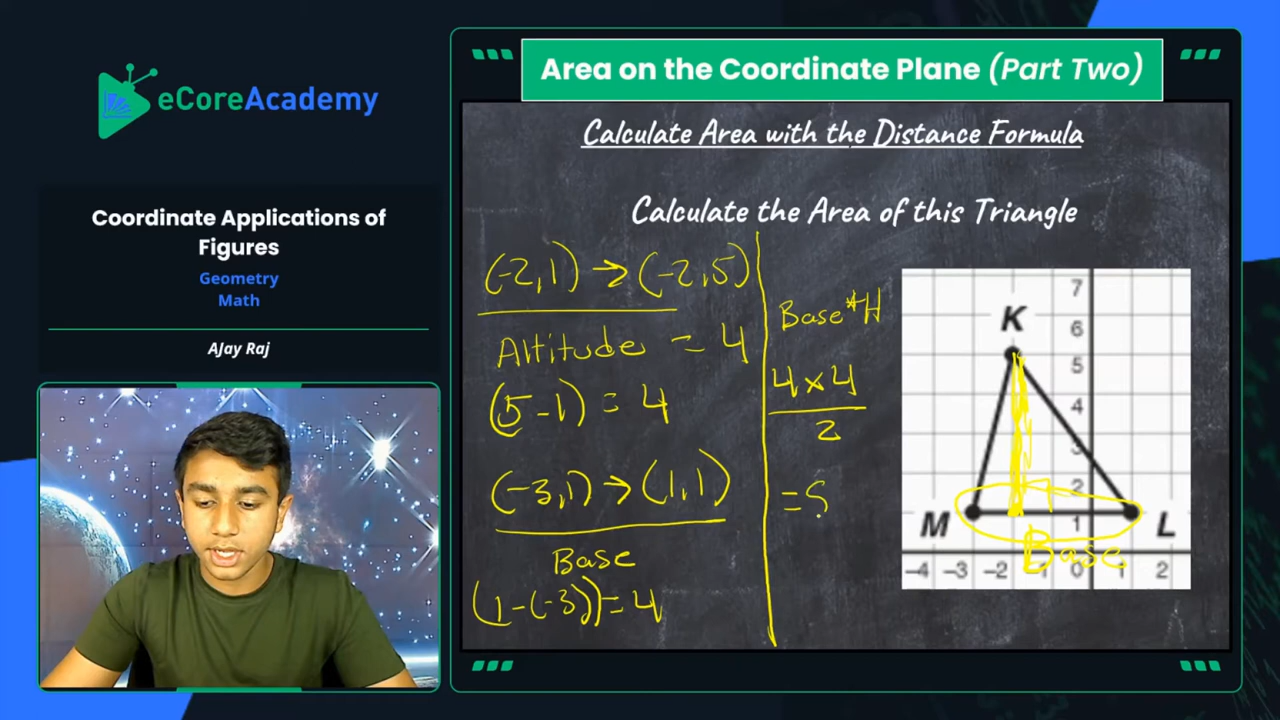 eCoreAcademy
Coordinate Applications of
Figures
Geometry
Math
AJay Raj
Area on the Coordinate Plane (Part Two)
Calculate Area with the Distance Formula
Calculate the Area of this Triangle
(-2,1) → (-2,5)
Altitude = 4
(5-1) = 4
(-3,1) → (1,1)
Base
(1-(-3)) = 4
Base*H
4 × 4
2
=
K
M
L
Base
7
6
5
4
3
2
1
-4 -3 -2 -1 0 1 2